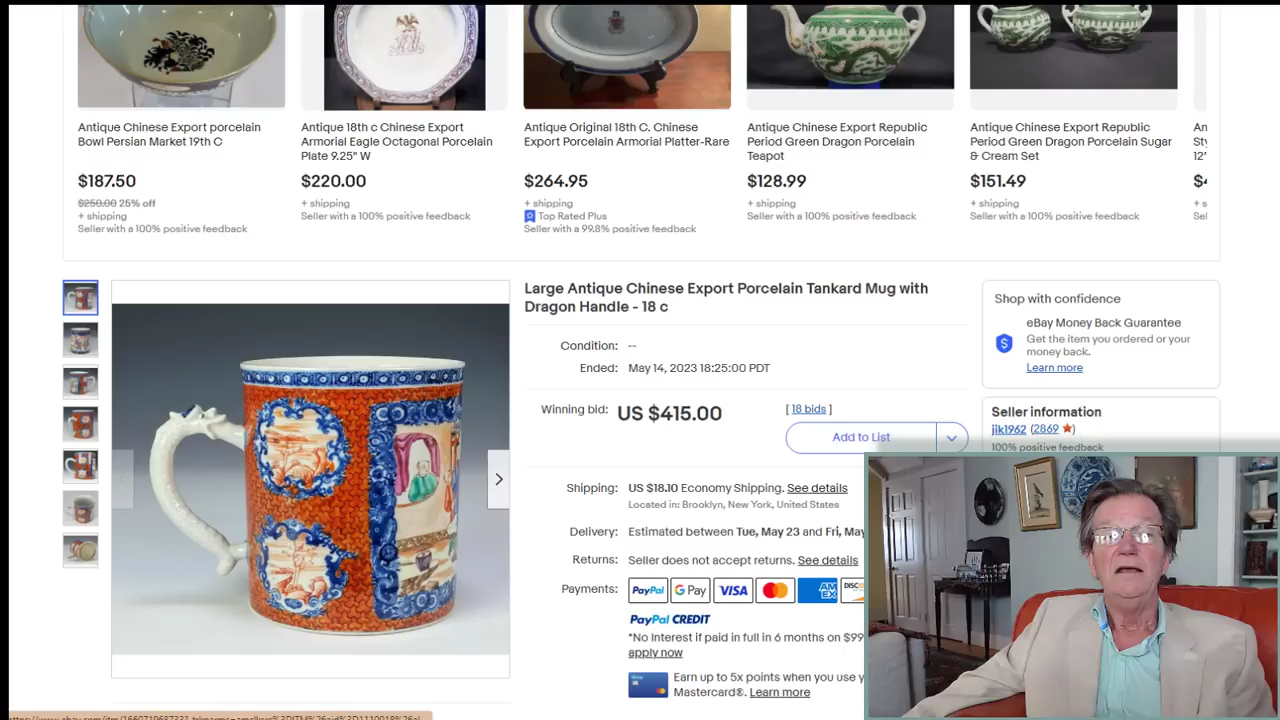 Antique Chinese Export porcelain
Bowl Persian Market 19th C
$187.50
$250.00 25% off
+ shipping
Seller with a 100% positive feedback
Antique 18th c Chinese Export
Armorial Eagle Octagonal Porcelain
Plate 9.25" W
$220.00
+ shipping
Seller with a 100% positive feedback
Antique Original 18th C. Chinese
Export Porcelain Armorial Platter-Rare
$264.95
+ shipping
Top Rated Plus
Seller with a 99.8% positive feedback
Antique Chinese Export Republic
Period Green Dragon Porcelain
Teapot
$128.99
+ shipping
Seller with a 100% positive feedback
Antique Chinese Export Republic
Period Green Dragon Porcelain Sugar
& Cream Set
$151.49
+ shipping
Seller with a 100% positive feedback
An
Sty
12"
+ s
Sel
Large Antique Chinese Export Porcelain Tankard Mug with
Dragon Handle - 18 c
Condition: --
Ended: May 14, 2023 18:25:00 PDT
Winning bid: US $415.00 [ 18 bids ]
Add to List
Shipping: US $18.10 Economy Shipping. See details
Located in: Brooklyn, New York, United States
Delivery: Estimated between Tue, May 23 and Fri, May
Returns: Seller does not accept returns. See details
Payments: PayPal G Pay VISA AM EX DISC
PayPal CREDIT
*No Interest if paid in full in 6 months on $99
apply now
Earn up to 5x points when you use y
Mastercard®. Learn more
Shop with confidence
eBay Money Back Guarantee
Get the item you ordered or your
money back.
Learn more
Seller information
jik1962 (2869)
100% positive feedback